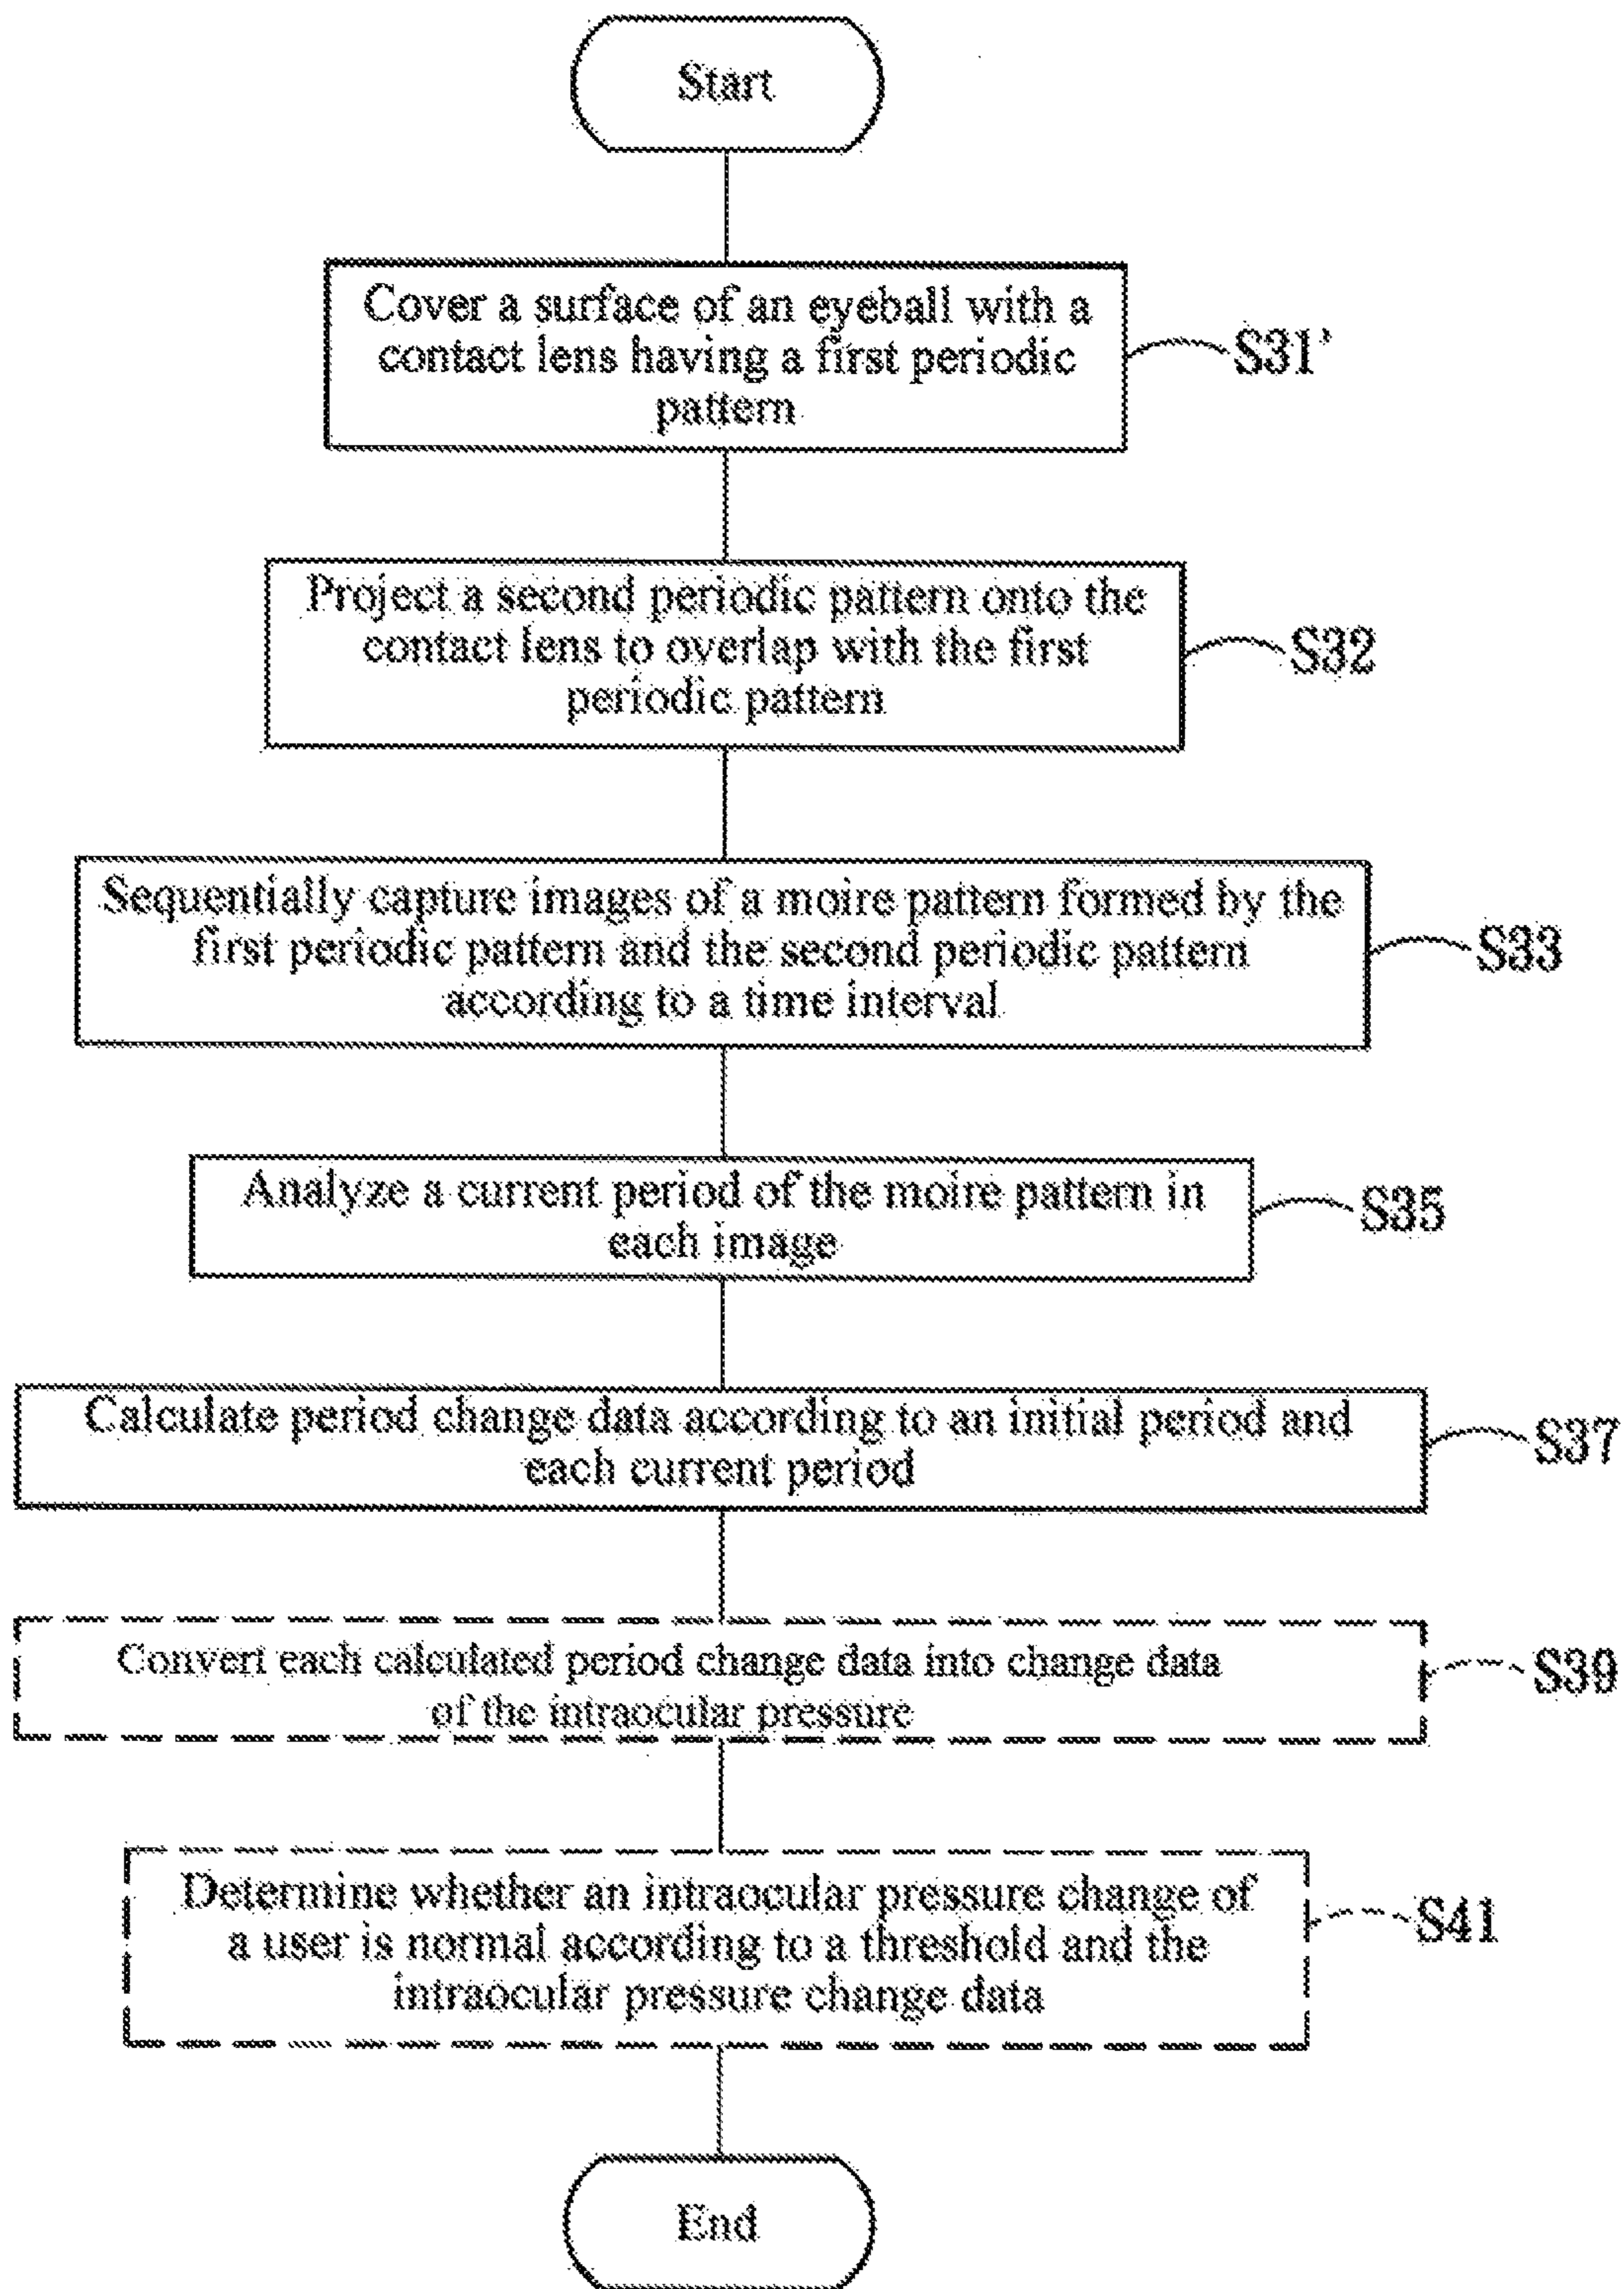 Start
Cover a surface of an eyeball with a
contact lens having a first periodic
pattern
S31'
Project a second periodic pattern onto the
contact lens to overlap with the first
periodic pattern
S32
Sequentially capture images of a moire pattern formed by the
first periodic pattern and the second periodic pattern
according to a time interval
S33
Analyze a current period of the moire pattern in
each image
S35
Calculate period change data according to an initial period and
each current period
S37
Convert each calculated period change data into change data
of the intraocular pressure
S39
Determine whether an intraocular pressure change of
a user is normal according to a threshold and the
intraocular pressure change data
S41
End